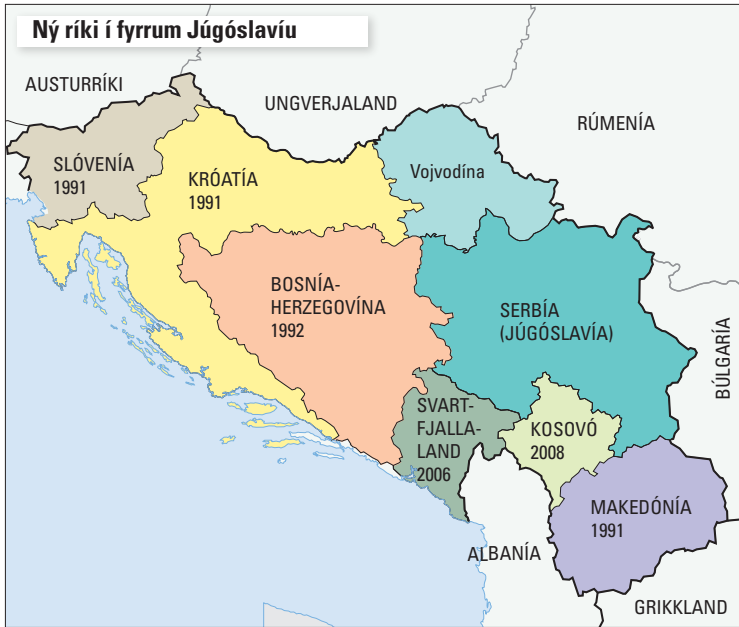 Ný ríki í fyrrum Júgóslavíu
AUSTURRÍKI
UNGVERJALAND
RÚMENÍA
SLÓVENÍA
1991
KRÓATÍA
1991
Vojvodína
BOSNÍA-
HERZEGOVÍNA
1992
SERBÍA
(JÚGÓSLAVÍA)
BÚLGARÍA
SVART-
FJALLA-
LAND
2006
KOSOVÓ
2008
MAKEDÓNÍA
1991
ALBANÍA
GRIKKLAND